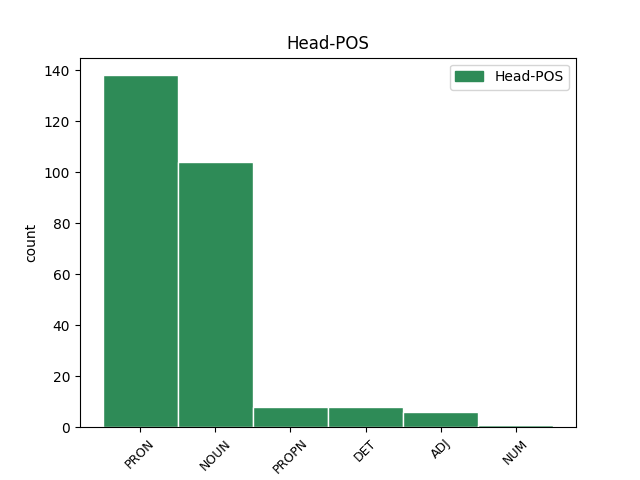 Head-POS
Head-POS
140
120
100
80
60
40
20
0
count
PRON
NOUN
PROPN
DET
ADJ
NUM